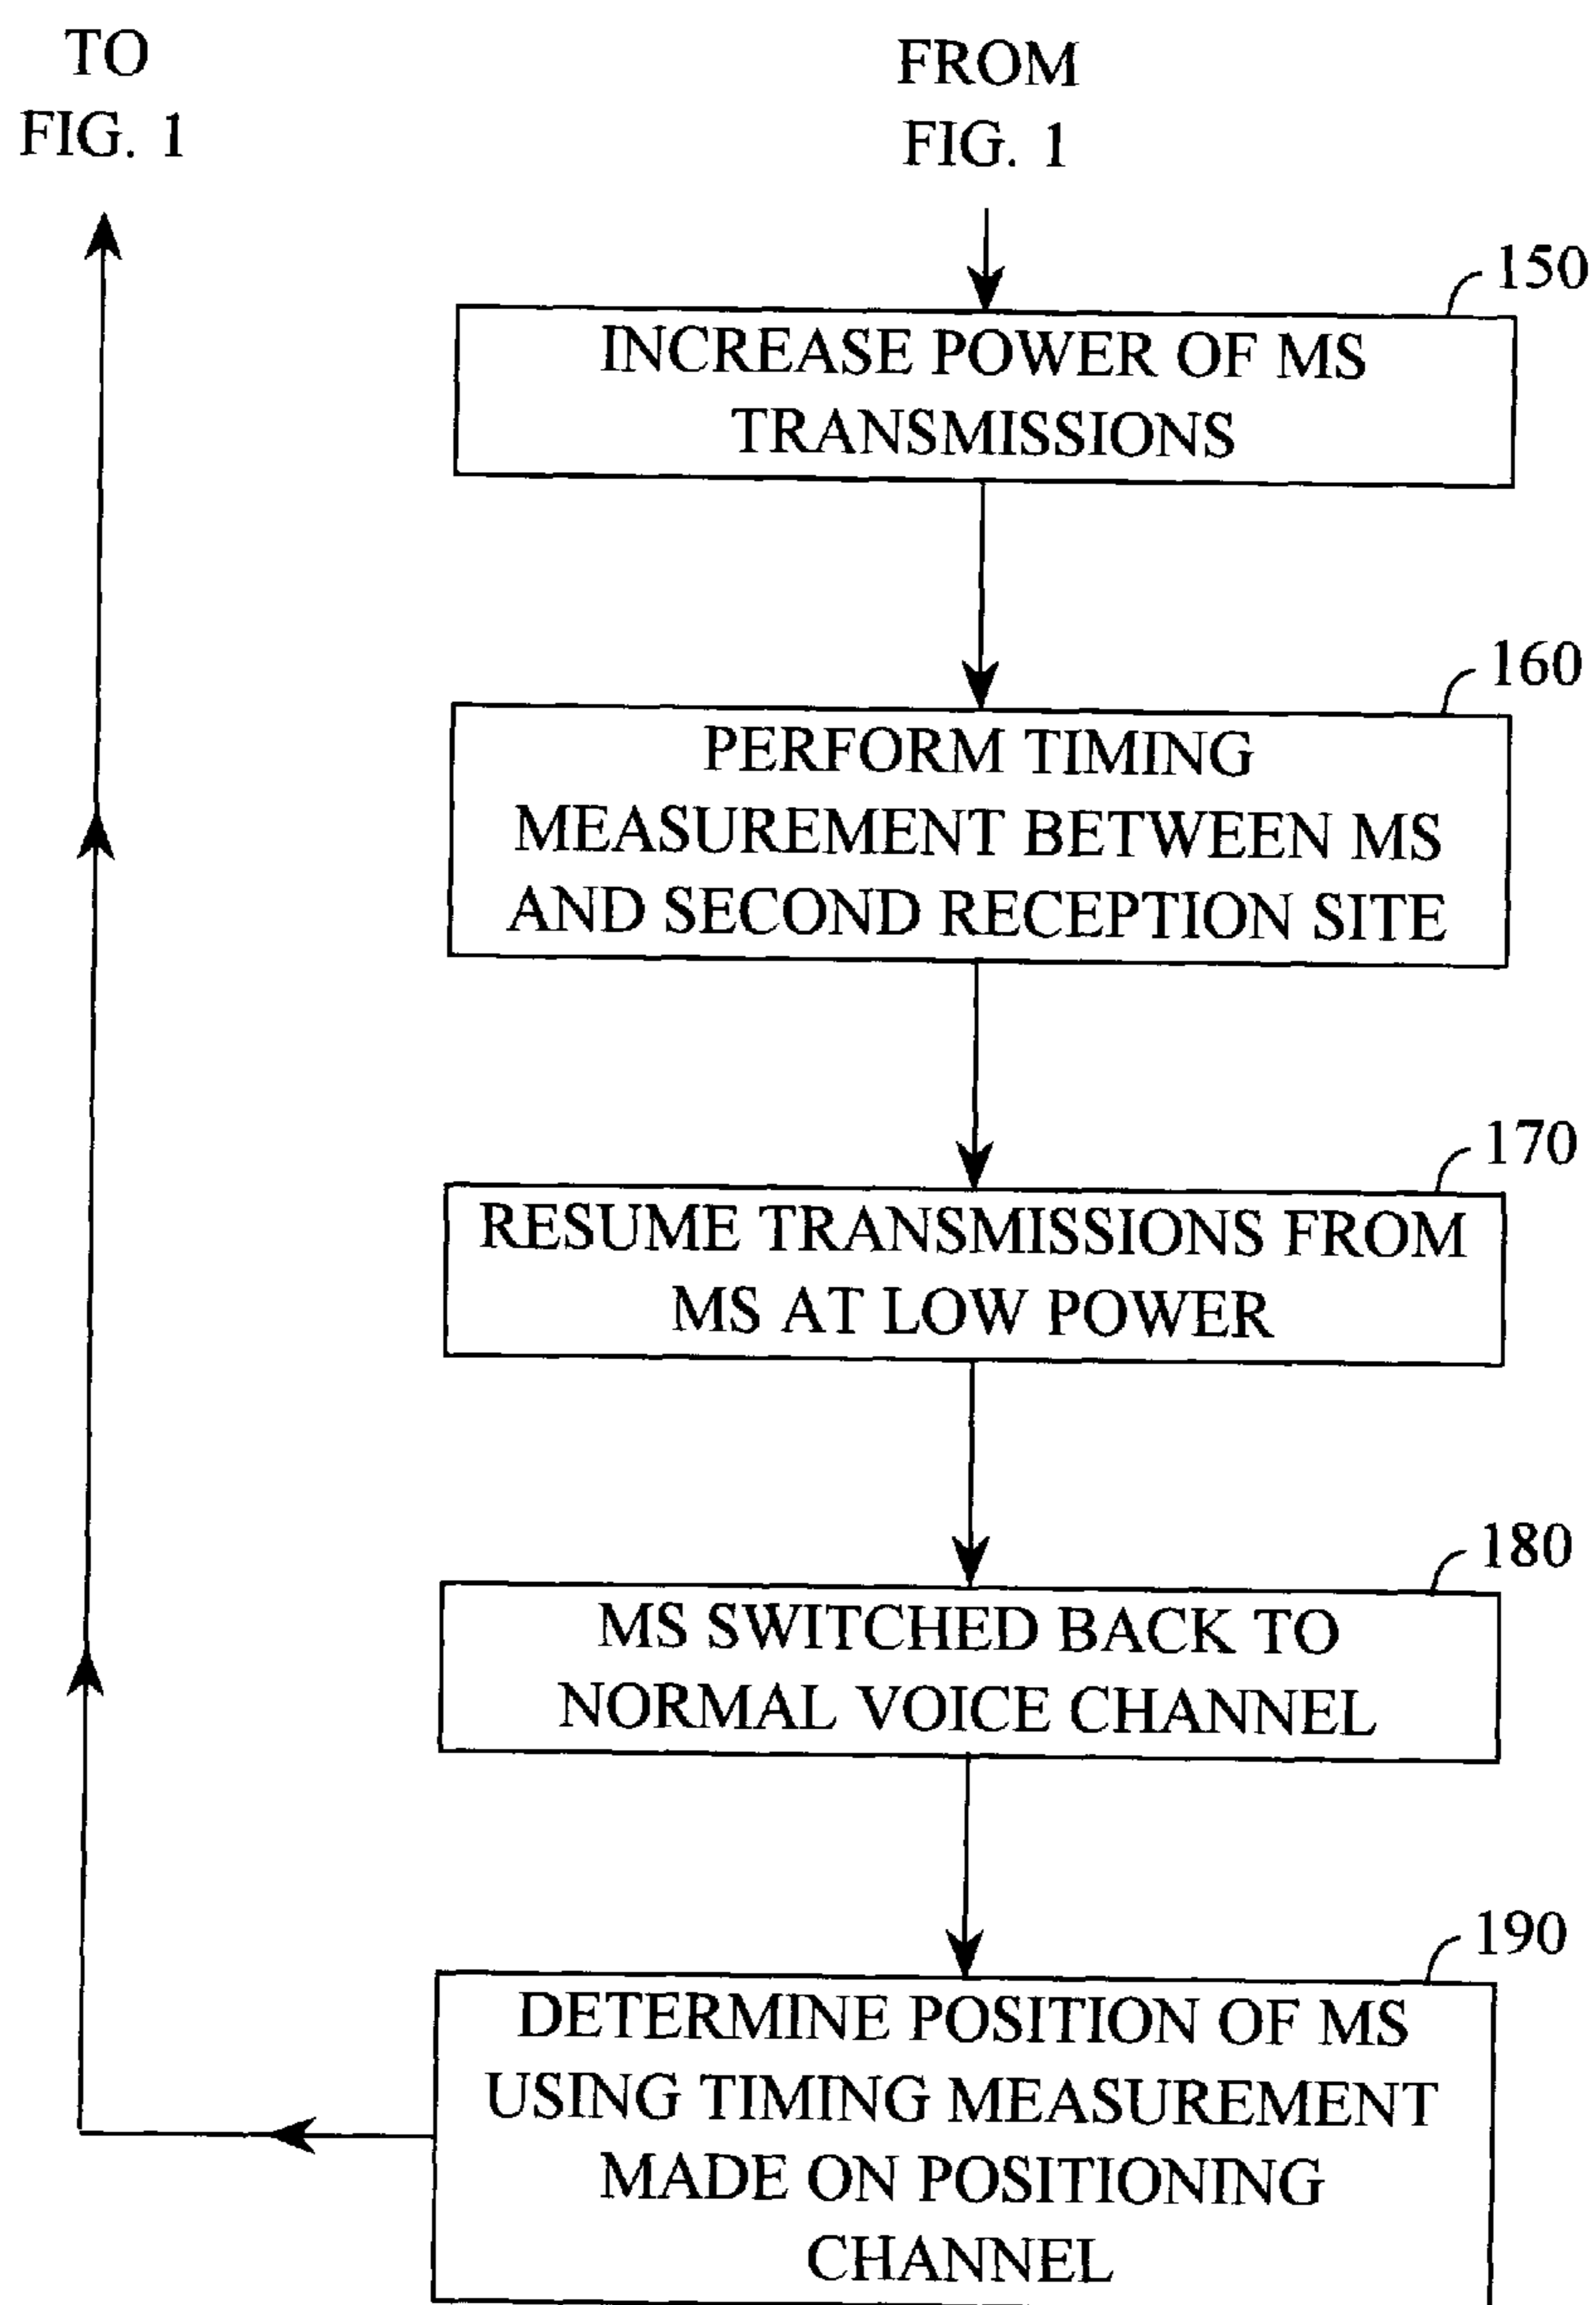 TO
FIG. 1
FROM
FIG. 1
150
INCREASE POWER OF MS
TRANSMISSIONS
160
PERFORM TIMING
MEASUREMENT BETWEEN MS
AND SECOND RECEPTION SITE
170
RESUME TRANSMISSIONS FROM
MS AT LOW POWER
180
MS SWITCHED BACK TO
NORMAL VOICE CHANNEL
190
DETERMINE POSITION OF MS
USING TIMING MEASUREMENT
MADE ON POSITIONING
CHANNEL